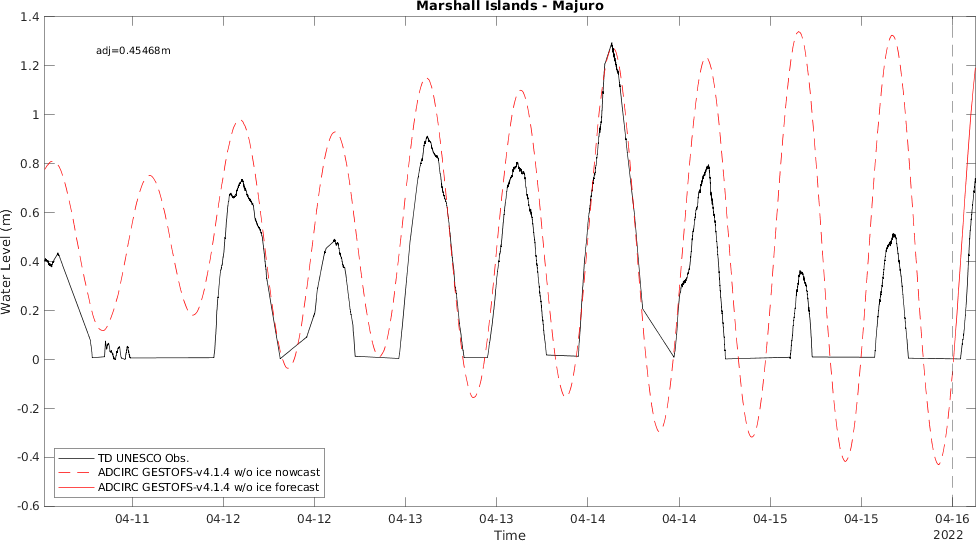 Marshall Islands - Majuro
1.4
1.2
1
0.8
0.6
0.4
0.2
0
-0.2
-0.4
-0.6
Water Level (m)
adj=0.45468m
TD UNESCO Obs.
ADCIRC GESTOFS-v4.1.4 w/o ice nowcast
ADCIRC GESTOFS-v4.1.4 w/o ice forecast
04-11 04-12 04-12 04-13 04-13 04-14 04-14 04-15 04-15 04-16
2022
Time